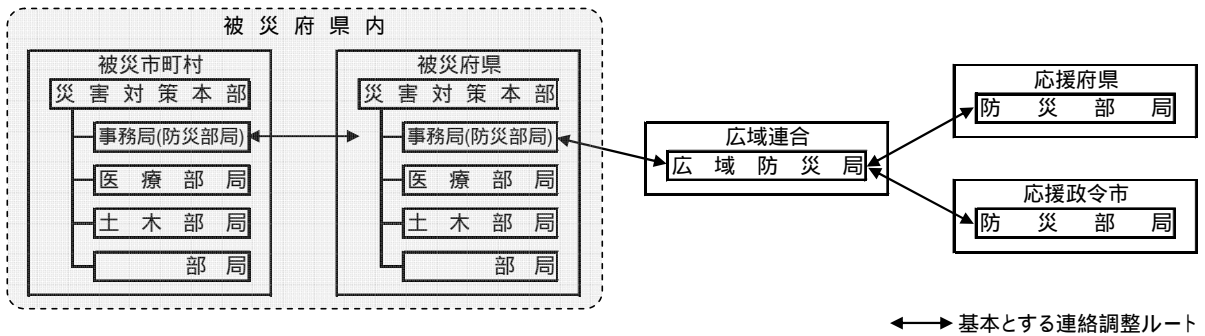 被災府県内
被災市町村
災害対策本部
事務局(防災部局)
医療部局
土木部局
部局
被災府県
災害対策本部
事務局(防災部局)
医療部局
土木部局
部局
広域連合
広域防災局
応援府県
防災部局
応援政令市
防災部局
基本とする連絡調整ルート